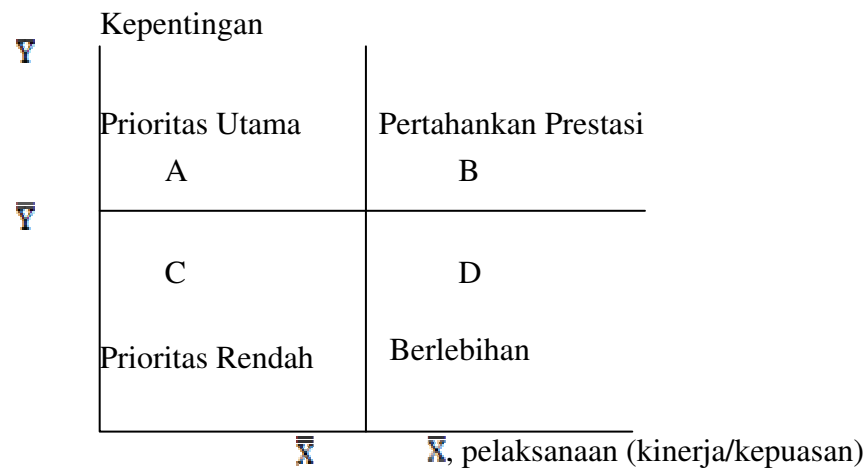 Kepentingan
Y̅
Prioritas Utama Pertahankan Prestasi
A B
Y̿
C D
Prioritas Rendah Berlebihan
X̿ X̅, pelaksanaan (kinerja/kepuasan)